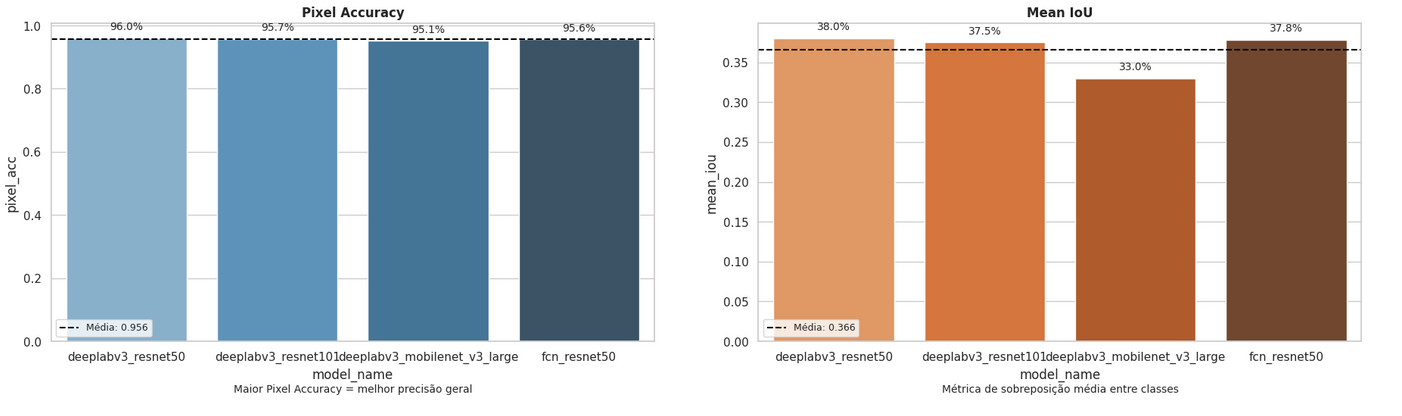 Pixel Accuracy
96.0%
95.7%
95.1%
95.6%
1.0
0.8
0.6
0.4
0.2
0.0
pixel_acc
Média: 0.956
deeplabv3_resnet50
deeplabv3_resnet101
deeplabv3_mobilenet_v3_large
fcn_resnet50
model_name
Maior Pixel Accuracy = melhor precisão geral
Mean IoU
38.0%
37.5%
33.0%
37.8%
0.35
0.30
0.25
0.20
0.15
0.10
0.05
0.00
mean_iou
Média: 0.366
deeplabv3_resnet50
deeplabv3_resnet101
deeplabv3_mobilenet_v3_large
fcn_resnet50
model_name
Métrica de sobreposição média entre classes